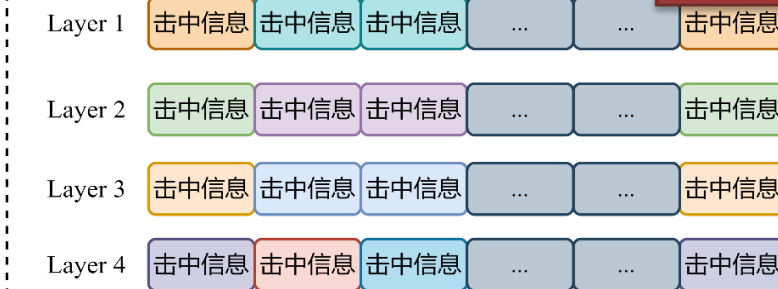 Layer 1 击中信息 击中信息 击中信息 ... ... 击中信息
Layer 2 击中信息 击中信息 击中信息 ... ... 击中信息
Layer 3 击中信息 击中信息 击中信息 ... ... 击中信息
Layer 4 击中信息 击中信息 击中信息 ... ... 击中信息